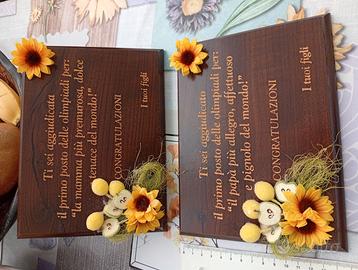 Ti sei aggiudicata
il primo posto delle olimpiadi per:
"la mamma più premurosa, dolce
e tenace del mondo!"
CONGRATULAZIONI
I tuoi figli
Ti sei aggiudicato
il primo posto delle olimpiadi per:
"il papà più allegro, affettuoso
e pignolo del mondo!"
CONGRATULAZIONI
I tuoi figli